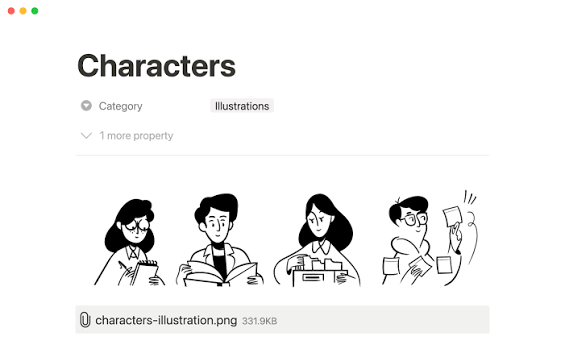 Characters
Category Illustrations
1 more property
characters-illustration.png 331.9KB